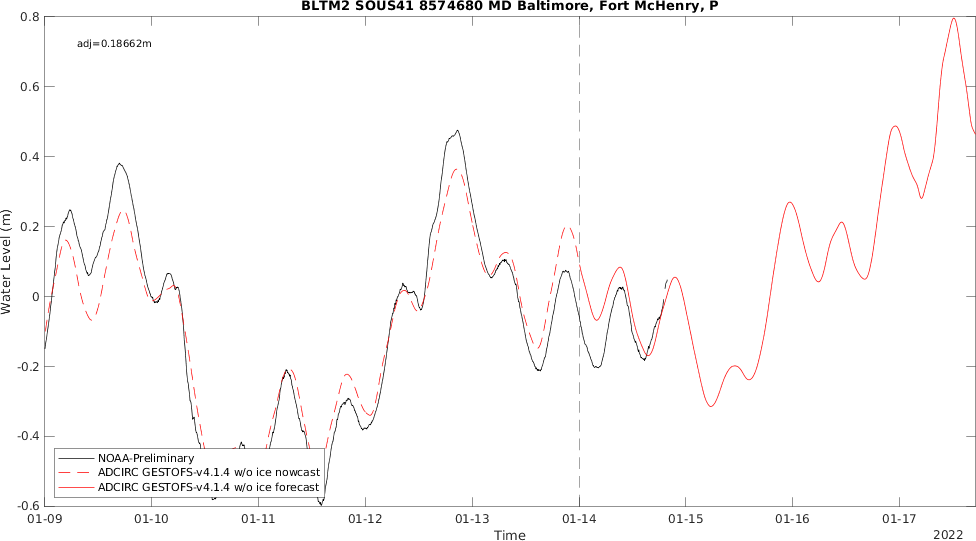 BLTM2 SOUS41 8574680 MD Baltimore, Fort McHenry, P
adj=0.18662m
Water Level (m)
0.8
0.6
0.4
0.2
0
-0.2
-0.4
-0.6
NOAA-Preliminary
ADCIRC GESTOFS-v4.1.4 w/o ice nowcast
ADCIRC GESTOFS-v4.1.4 w/o ice forecast
01-09 01-10 01-11 01-12 01-13 01-14 01-15 01-16 01-17
Time
2022